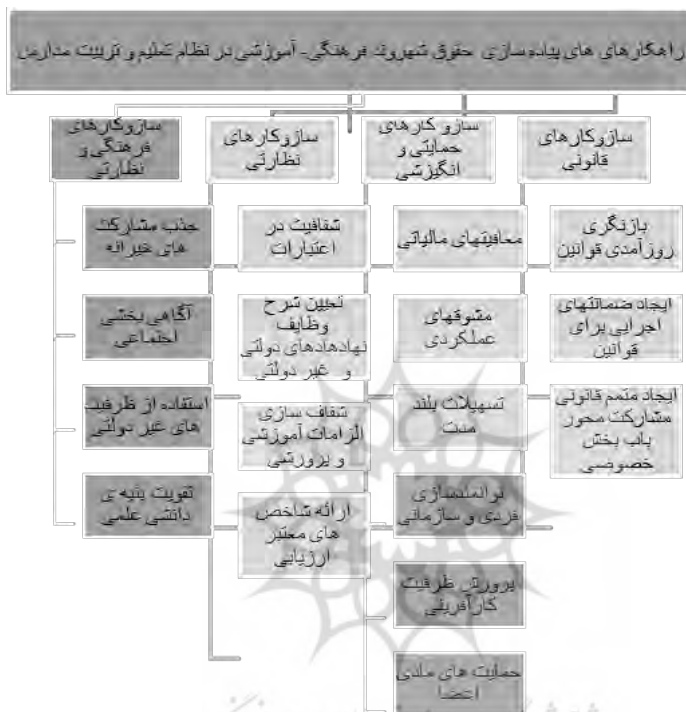 راهکارهای های پیاده سازی حقوق شهروند فرهنگی- آموزشی در نظام تعلیم و تربیت مدارس
سازوکارهای
قانونی
بازنگری
روزآمدی قوانین
ایجاد ضمانتهای
اجرایی برای
قوانین
ایجاد متمم قانونی
مشارکت محور
باب بخش
خصوصی
سازو کارهای
حمایتی و
انگیزشی
معافیتهای مالیاتی
مشوقهای
عملکردی
تسهیلات بلند
مدت
توانمندسازی
فردی و سازمانی
پرورش ظرفیت
کارآفرینی
حمایت های مادی
اعضا
سازوکارهای
نظارتی
شفافیت در
اعتبارات
تعیین شرح
وظایف
نهادهادهای دولتی
و غیر دولتی
شفاف سازی
الزامات آموزشی
و پرورشی
ارائه شاخص
های معتبر
ارزیابی
سازوکارهای
فرهنگی و
نظارتی
جذب مشارکت
های خیرانه
آگاهی بخشی
اجتماعی
استفاده از ظرفیت
های غیر دولتی
تقویت بنیه ی
دانشی علمی